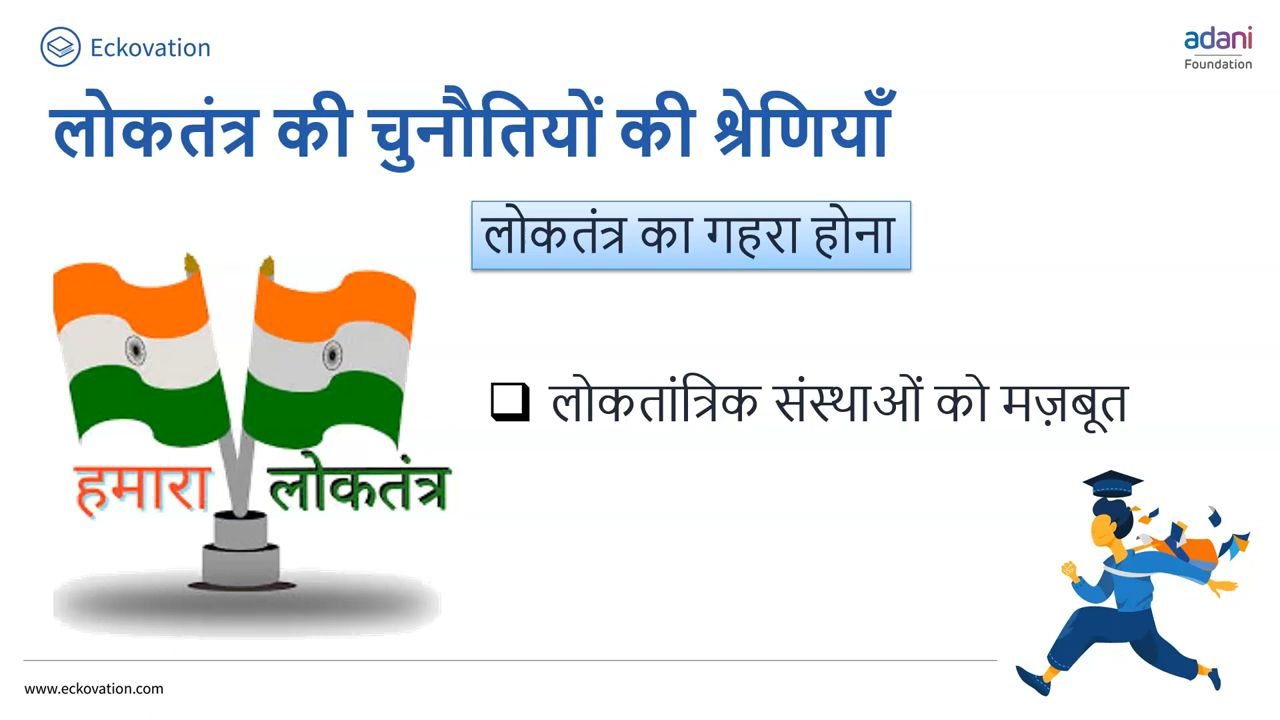 Eckovation
adani
Foundation
लोकतंत्र की चुनौतियों की श्रेणियाँ
लोकतंत्र का गहरा होना
लोकतांत्रिक संस्थाओं को मज़बूत
हमारा लोकतंत्र
www.eckovation.com